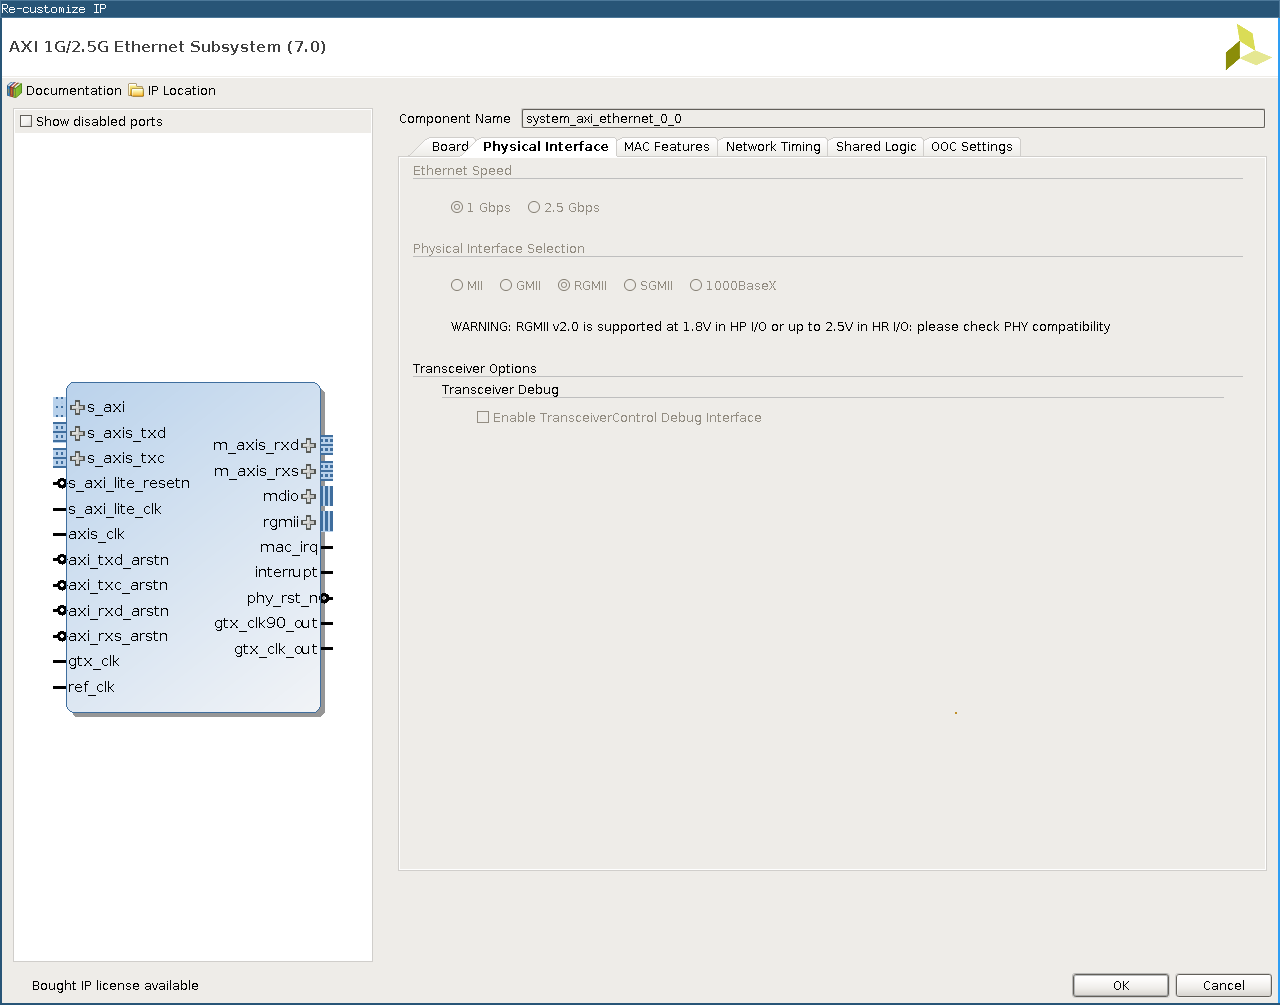 Re-customize IP
AXI 1G/2.5G Ethernet Subsystem (7.0)
Documentation IP Location
Show disabled ports
s_axi
s_axis_txd
s_axis_txc
s_axi_lite_resetn
s_axi_lite_clk
axis_clk
axi_txd_arstn
axi_txc_arstn
axi_rxd_arstn
axi_rxs_arstn
gtx_clk
ref_clk
m_axis_rxd
m_axis_rxs
mdio
rgmii
mac_irq
interrupt
phy_rst_n
gtx_clk90_out
gtx_clk_out
Component Name system_axi_ethernet_0_0
Board Physical Interface MAC Features Network Timing Shared Logic OOC Settings
Ethernet Speed
1 Gbps 2.5 Gbps
Physical Interface Selection
MII GMII RGMII SGMII 1000BaseX
WARNING: RGMII v2.0 is supported at 1.8V in HP I/O or up to 2.5V in HR I/O: please check PHY compatibility
Transceiver Options
Transceiver Debug
Enable TransceiverControl Debug Interface
Bought IP license available
OK Cancel